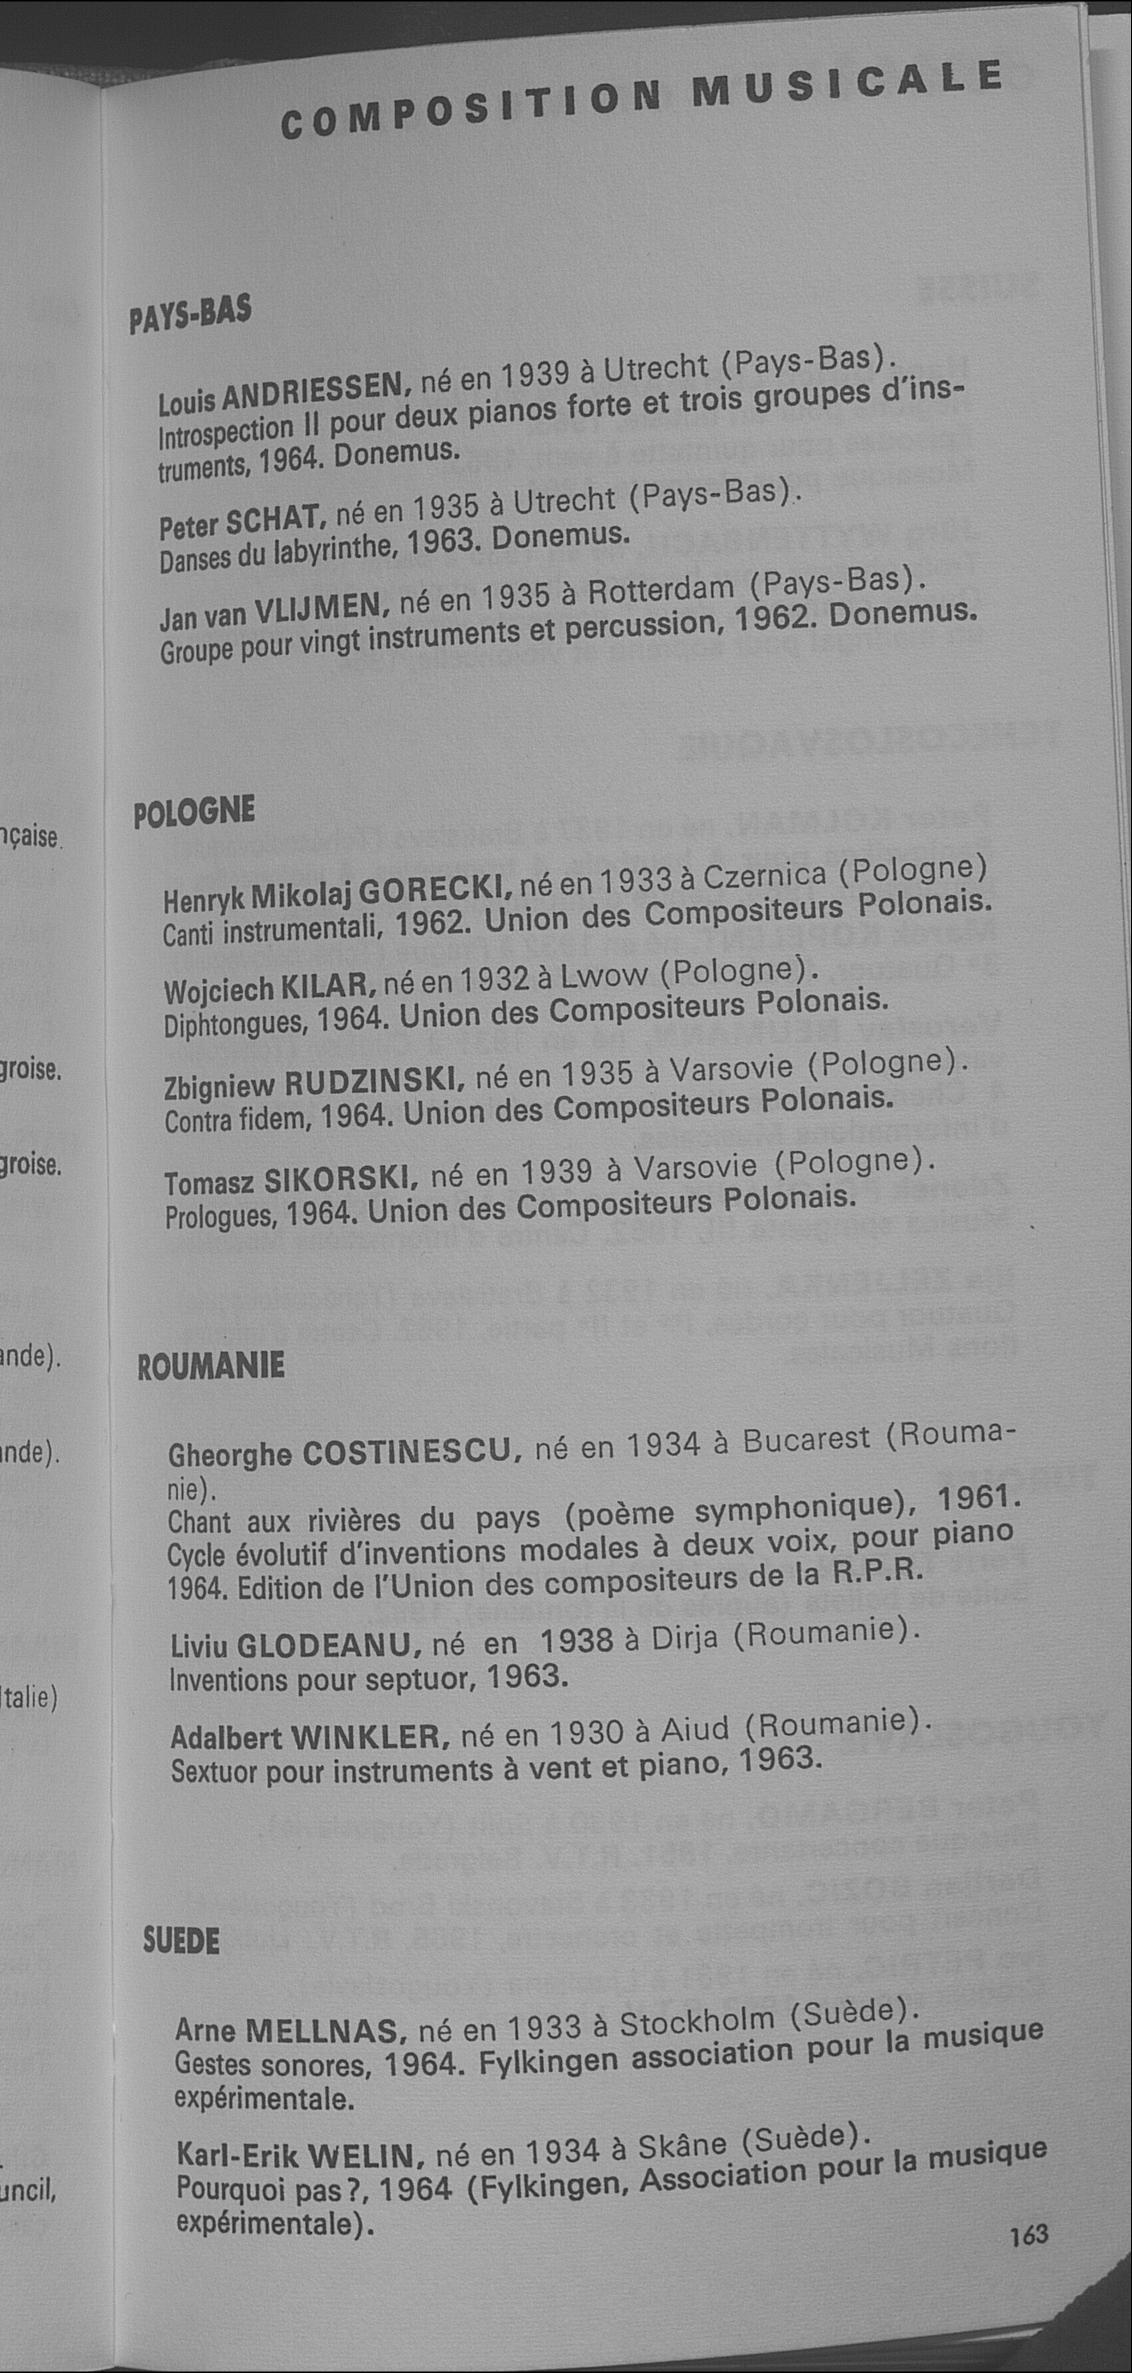 COMPOSITION MUSICALE
PAYS-BAS
Louis ANDRIESSEN, né en 1939 à Utrecht (Pays-Bas).
Introspection II pour deux pianos forte et trois groupes d'ins-
truments, 1964. Donemus.
Peter SCHAT, né en 1935 à Utrecht (Pays-Bas).
Danses du labyrinthe, 1963. Donemus.
Jan van VLIJMEN, né en 1935 à Rotterdam (Pays-Bas).
Groupe pour vingt instruments et percussion, 1962. Donemus.
POLOGNE
Henryk Mikolaj GORECKI, né en 1933 à Czernica (Pologne)
Canti instrumentali, 1962. Union des Compositeurs Polonais.
Wojciech KILAR, né en 1932 à Lwow (Pologne).
Diphtongues, 1964. Union des Compositeurs Polonais.
Zbigniew RUDZINSKI, né en 1935 à Varsovie (Pologne).
Contra fidem, 1964. Union des Compositeurs Polonais.
Tomasz SIKORSKI, né en 1939 à Varsovie (Pologne).
Prologues, 1964. Union des Compositeurs Polonais.
ROUMANIE
Gheorghe COSTINESCU, né en 1934 à Bucarest (Rouma-
nie).
Chant aux rivières du pays (poème symphonique), 1961.
Cycle évolutif d'inventions modales à deux voix, pour piano
1964. Edition de l'Union des compositeurs de la R.P.R.
Liviu GLODEANU, né en 1938 à Dirja (Roumanie).
Inventions pour septuor, 1963.
Adalbert WINKLER, né en 1930 à Aiud (Roumanie).
Sextuor pour instruments à vent et piano, 1963.
SUEDE
Arne MELLNAS, né en 1933 à Stockholm (Suède).
Gestes sonores, 1964. Fylkingen association pour la musique
expérimentale.
Karl-Erik WELIN, né en 1934 à Skâne (Suède).
Pourquoi pas?, 1964 (Fylkingen, Association pour la musique
expérimentale).
163